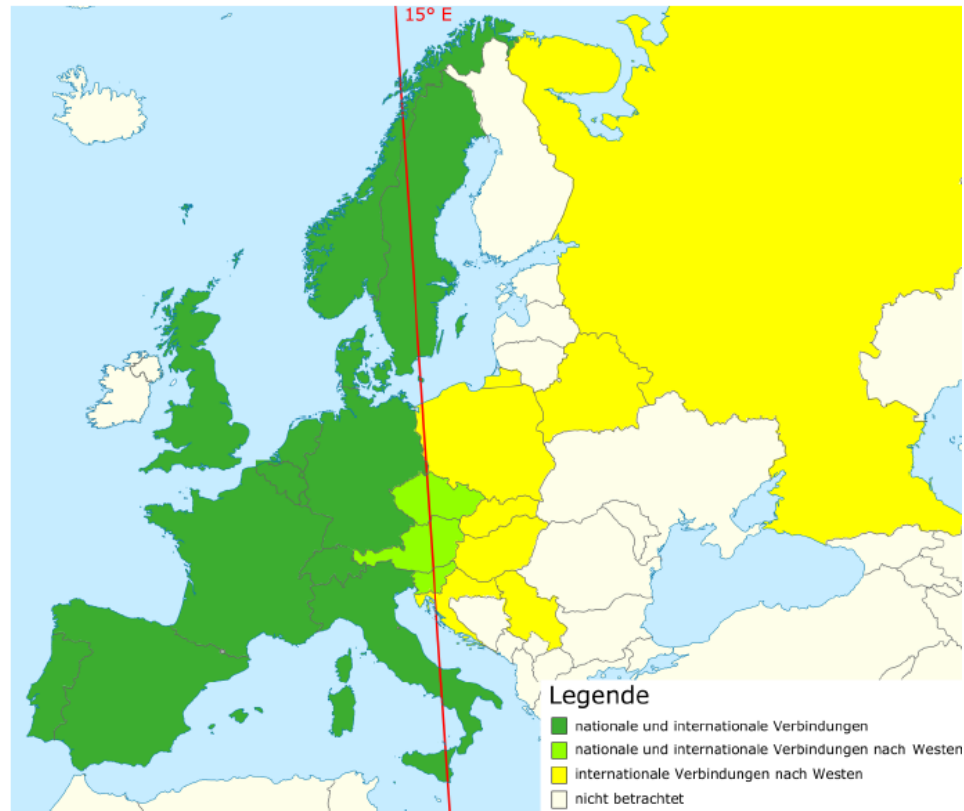 15° E
Legende
nationale und internationale Verbindungen
nationale und internationale Verbindungen nach Westen
internationale Verbindungen nach Westen
nicht betrachtet